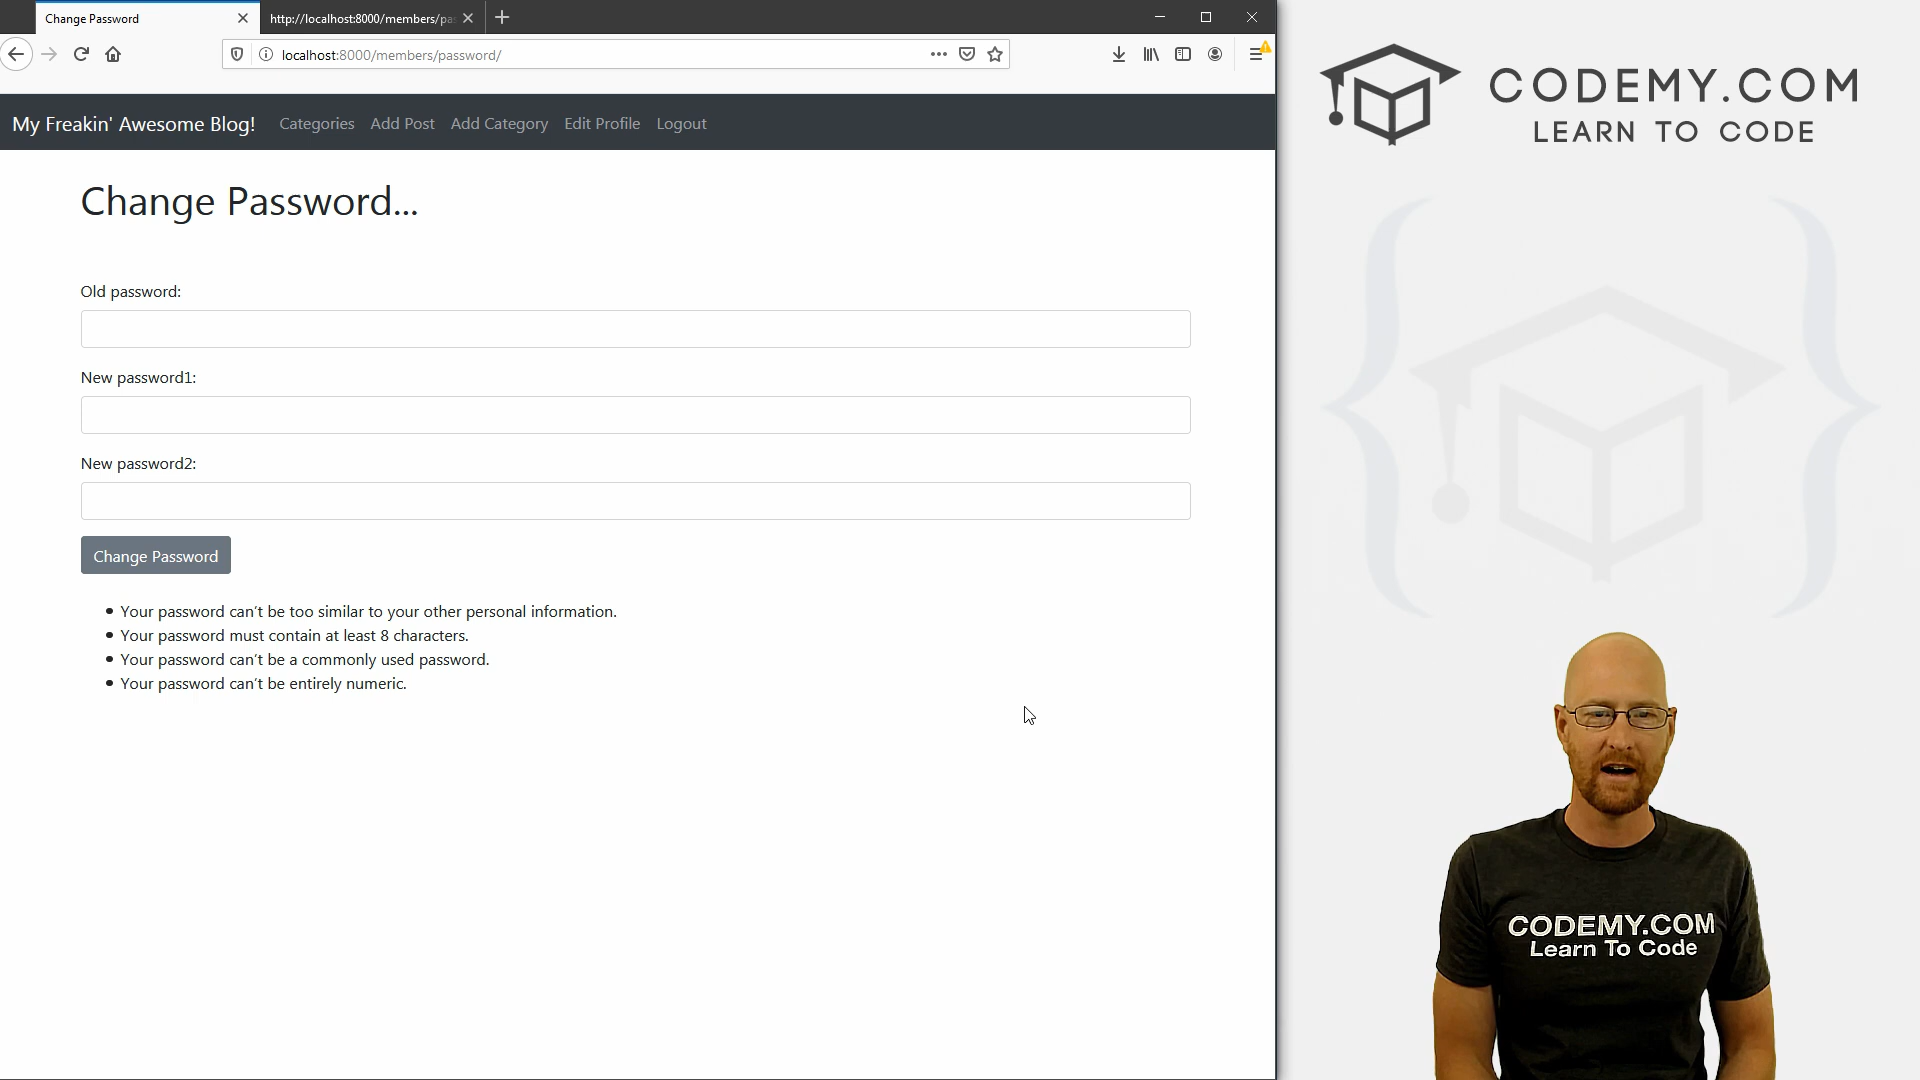 Change Password
http://localhost:8000/members/pa
localhost:8000/members/password/
My Freakin' Awesome Blog!
Categories
Add Post
Add Category
Edit Profile
Logout
Change Password...
Old password:
New password1:
New password2:
Change Password
Your password can't be too similar to your other personal information.
Your password must contain at least 8 characters.
Your password can't be a commonly used password.
Your password can't be entirely numeric.
CODEMY.COM
LEARN TO CODE
CODEMY.COM
Learn To Code